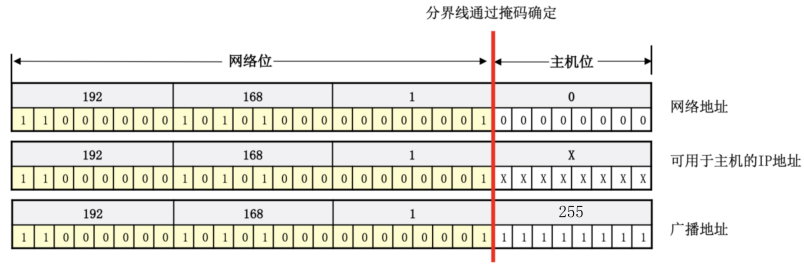 分界线通过掩码确定
网络位 主机位
192 168 1 0
1 1 0 0 0 0 0 0 1 0 1 0 1 0 0 0 0 0 0 0 0 0 0 1 0 0 0 0 0 0 0 0
网络地址
192 168 1 X
1 1 0 0 0 0 0 0 1 0 1 0 1 0 0 0 0 0 0 0 0 0 0 1 X X X X X X X X
可用于主机的IP地址
192 168 1 255
1 1 0 0 0 0 0 0 1 0 1 0 1 0 0 0 0 0 0 0 0 0 0 1 1 1 1 1 1 1 1 1
广播地址